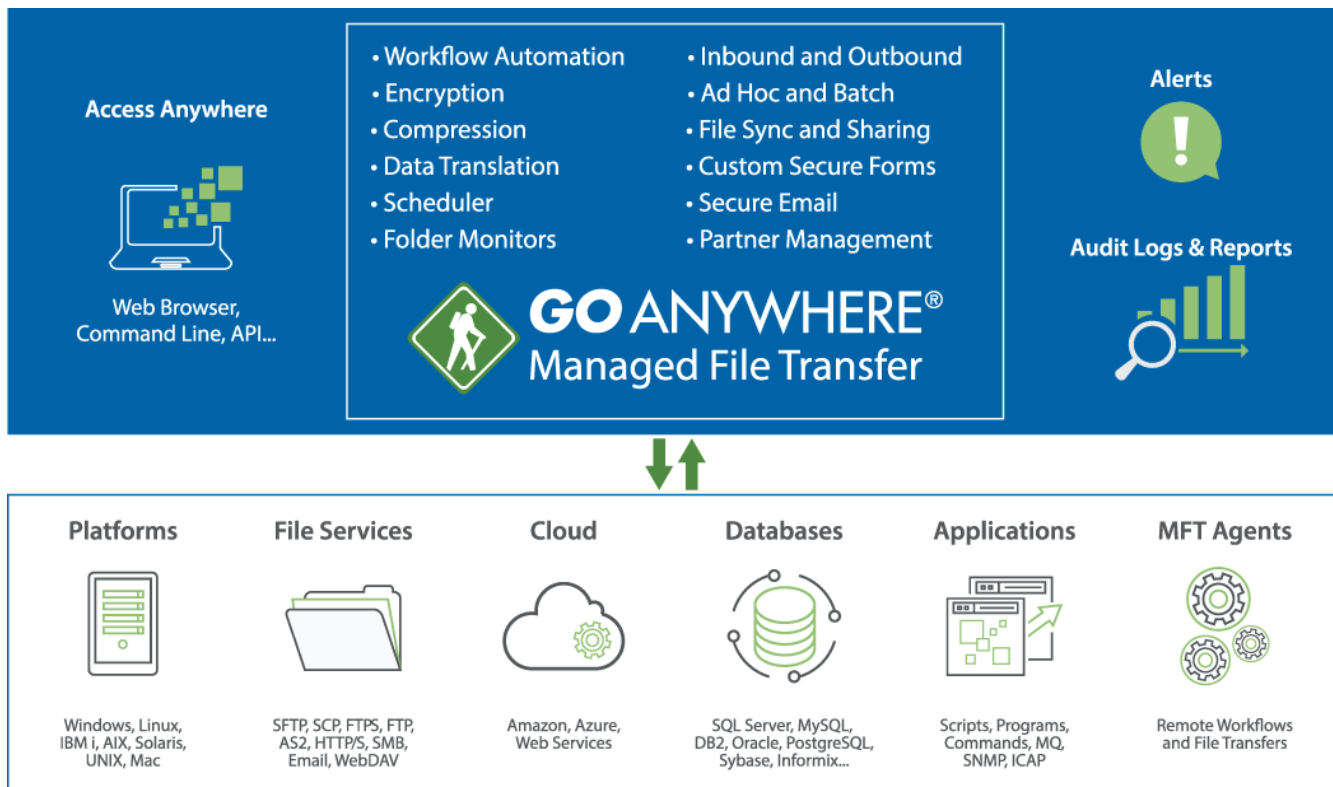 Access Anywhere
Web Browser,
Command Line, API...
• Workflow Automation
• Encryption
• Compression
• Data Translation
• Scheduler
• Folder Monitors
• Inbound and Outbound
• Ad Hoc and Batch
• File Sync and Sharing
• Custom Secure Forms
• Secure Email
• Partner Management
GO ANYWHERE®
Managed File Transfer
Alerts
!
Audit Logs & Reports
Platforms
Windows, Linux,
IBM i, AIX, Solaris,
UNIX, Mac
File Services
SFTP, SCP, FTPS, FTP,
AS2, HTTP/S, SMB,
Email, WebDAV
Cloud
Amazon, Azure,
Web Services
Databases
SQL Server, MySQL,
DB2, Oracle, PostgreSQL,
Sybase, Informix...
Applications
Scripts, Programs,
Commands, MQ,
SNMP, ICAP
MFT Agents
Remote Workflows
and File Transfers